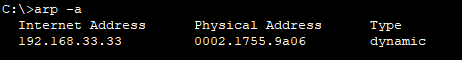 C:\>arp -a
Internet Address Physical Address Type
192.168.33.33 0002.1755.9a06 dynamic